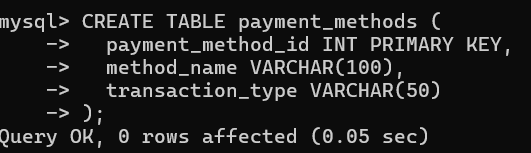 mysql> CREATE TABLE payment_methods (
    ->   payment_method_id INT PRIMARY KEY,
    ->   method_name VARCHAR(100),
    ->   transaction_type VARCHAR(50)
    -> );
Query OK, 0 rows affected (0.05 sec)